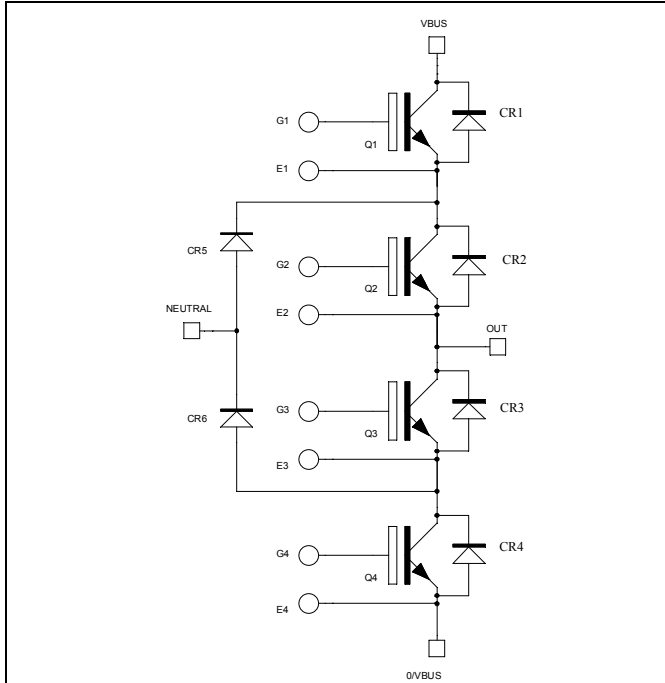 VBUS
G1
Q1
CR1
E1
CR5
G2
Q2
CR2
NEUTRAL
E2
OUT
CR6
G3
Q3
CR3
E3
G4
Q4
CR4
E4
0/VBUS